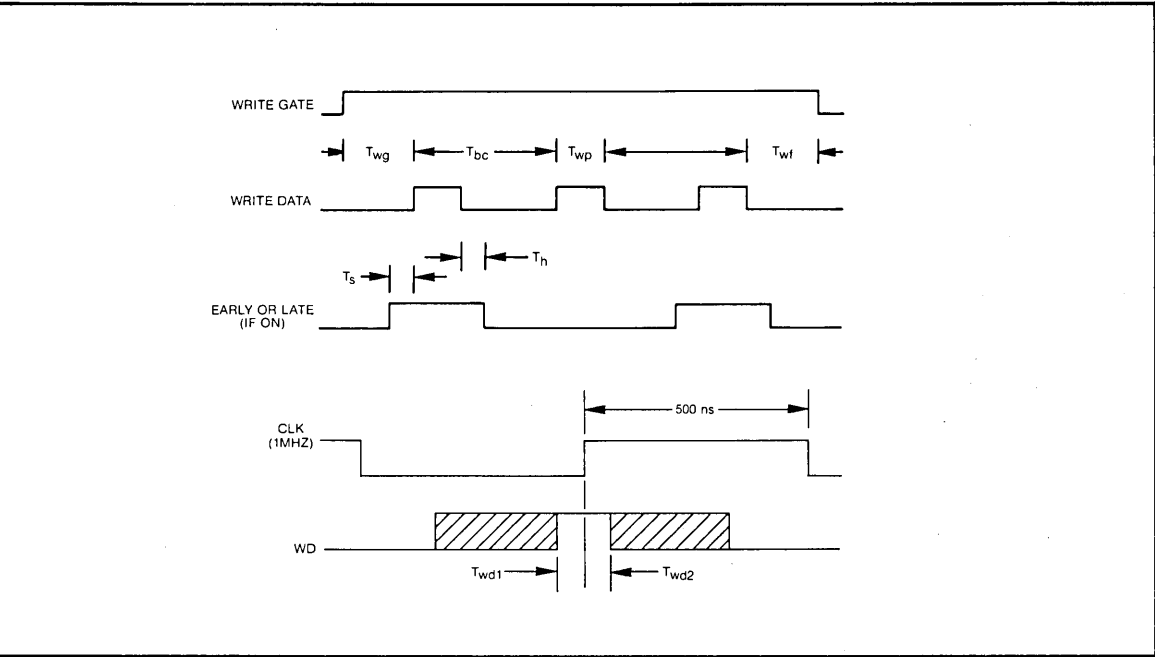 WRITE GATE
Twg
Tbc
Twp
Twf
WRITE DATA
Th
Ts
EARLY OR LATE
(IF ON)
500 ns
CLK
(1MHZ)
WD
Twd1
Twd2